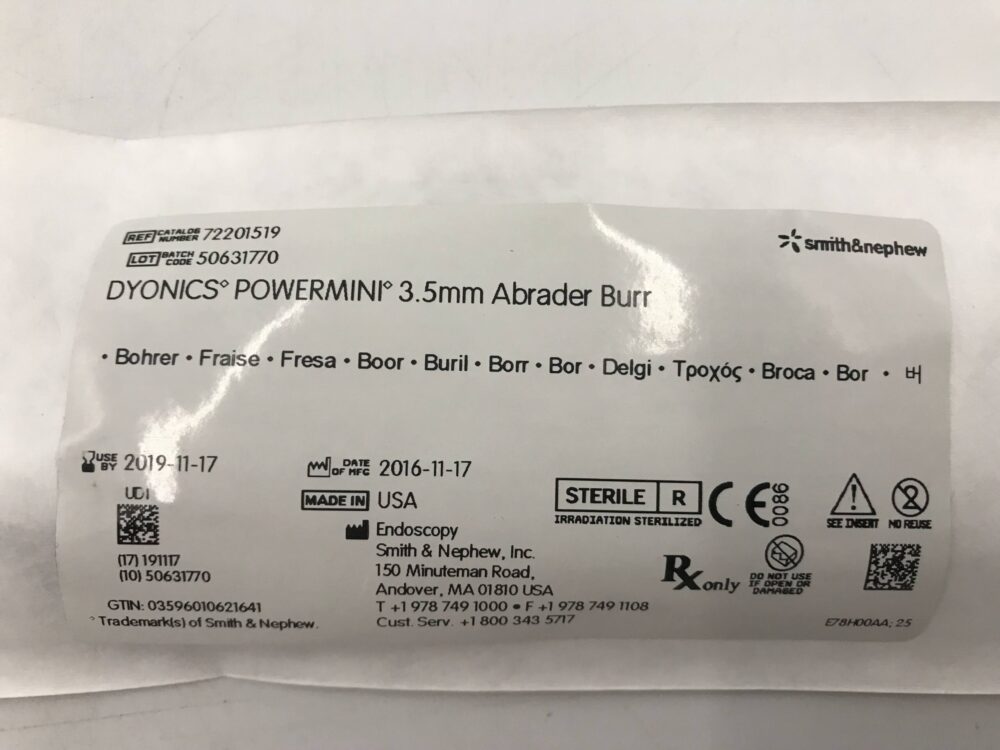 REF CATALOG NUMBER 72201519
LOT BATCH CODE 50631770
smith&nephew
DYONICS° POWERMINI° 3.5mm Abrader Burr
• Bohrer • Fraise • Fresa • Boor • Buril • Borr • Bor • Delgi • Τροχός • Broca • Bor • 버
USE BY 2019-11-17
UDI
(17) 191117
(10) 50631770
GTIN: 03596010621641
° Trademark(s) of Smith & Nephew.
DATE OF MFG 2016-11-17
MADE IN USA
Endoscopy
Smith & Nephew, Inc.
150 Minuteman Road,
Andover, MA 01810 USA
T +1 978 749 1000 • F +1 978 749 1108
Cust. Serv. +1 800 343 5717
STERILE R
IRRADIATION STERILIZED
CE 0086
SEE INSERT
2
NO REUSE
Rx only
DO NOT USE IF OPEN OR DAMAGED
E78H00AA; 25